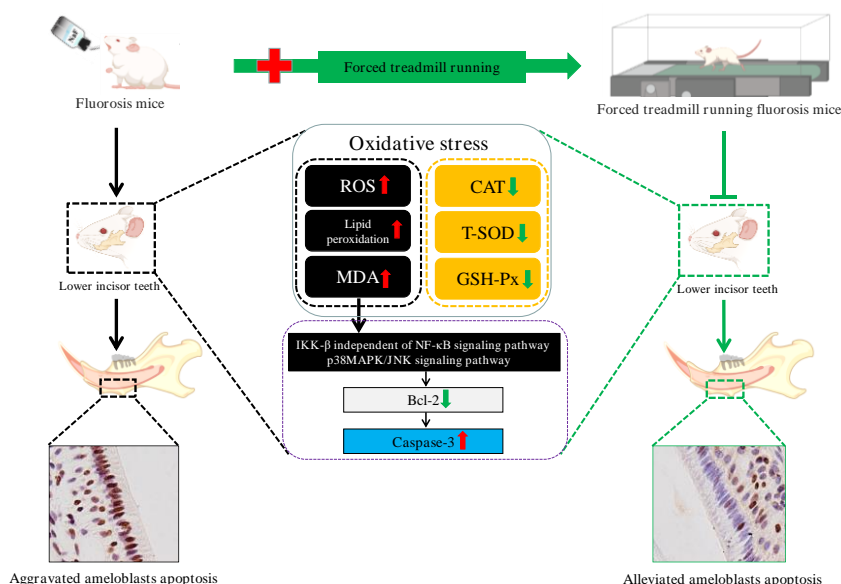 NaF
Forced treadmill running
Fluorosis mice
Forced treadmill running fluorosis mice
Oxidative stress
ROS
CAT
Lipid
peroxidation
T-SOD
MDA
GSH-Px
Lower incisor teeth
Lower incisor teeth
IKK-β independent of NF-κB signaling pathway
p38MAPK/JNK signaling pathway
Bcl-2
Caspase-3
Aggravated ameloblasts apoptosis
Alleviated ameloblasts apoptosis